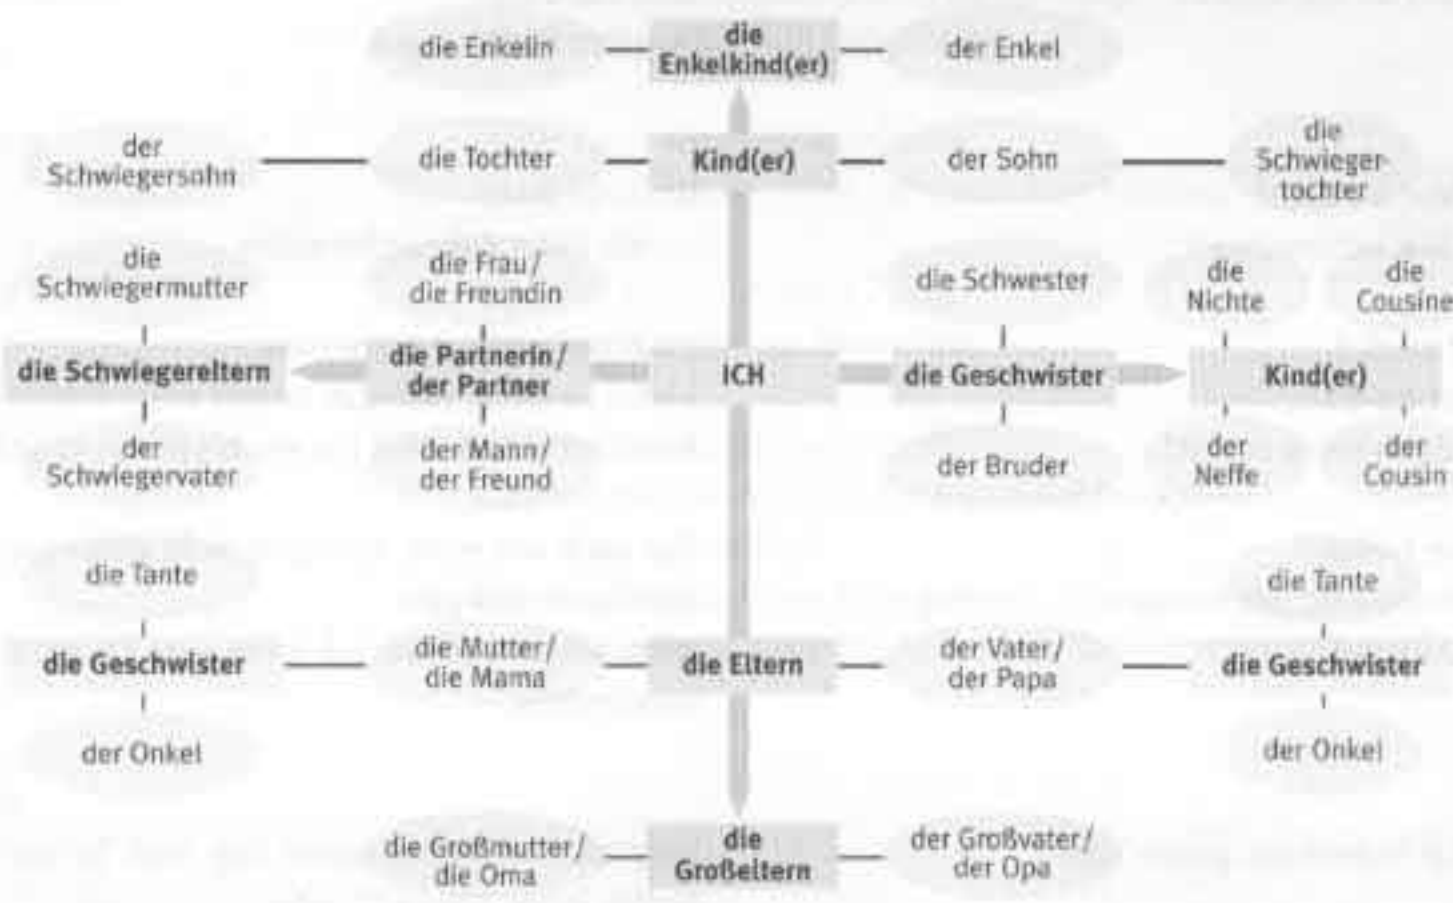 die Enkelin
die
Enkelkind(er)
der Enkel
der
Schwiegersohn
die Tochter
Kind(er)
der Sohn
die
Schwieger-
tochter
die
Schwiegermutter
die Frau/
die Freundin
die Schwester
die
Nichte
die
Cousine
die Schwiegereltern
die Partnerin/
der Partner
ICH
die Geschwister
Kind(er)
der
Schwiegervater
der Mann/
der Freund
der Bruder
der
Neffe
der
Cousin
die Tante
die Tante
die Geschwister
die Mutter/
die Mama
die Eltern
der Vater/
der Papa
die Geschwister
der Onkel
der Onkel
die Großmutter/
die Oma
die
Großeltern
der Großvater/
der Opa